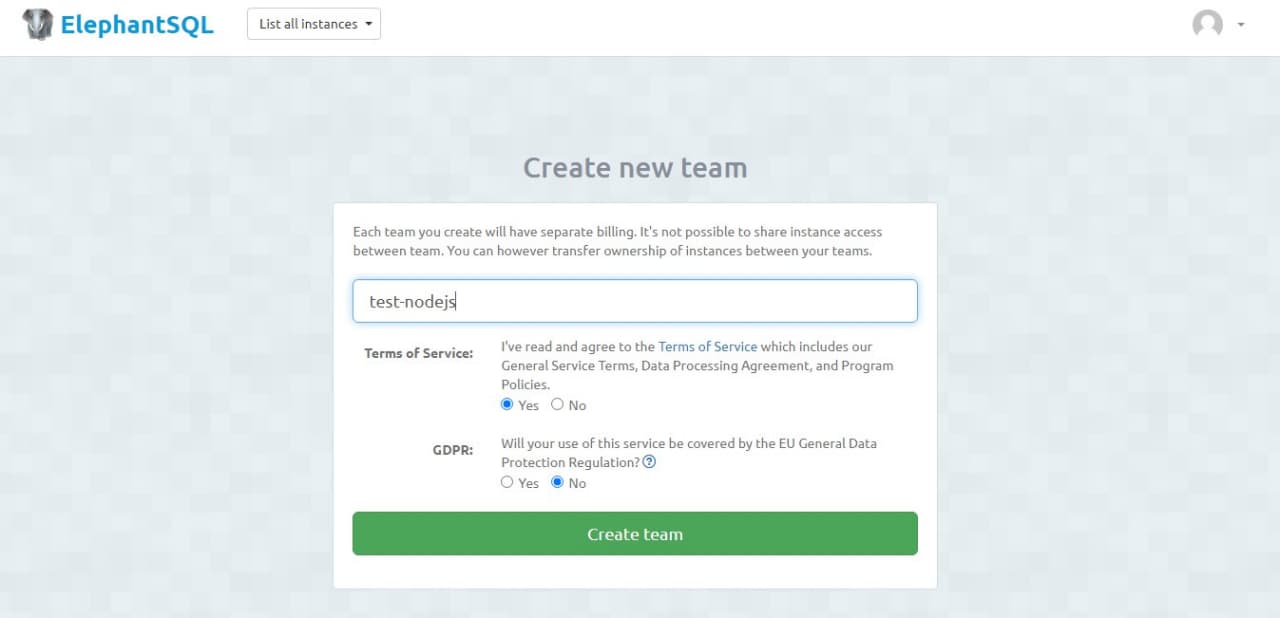 ElephantSQL
List all instances
Create new team
Each team you create will have separate billing. It's not possible to share instance access
between team. You can however transfer ownership of instances between your teams.
test-nodejs
Terms of Service:
I've read and agree to the Terms of Service which includes our
General Service Terms, Data Processing Agreement, and Program
Policies.
Yes No
GDPR:
Will your use of this service be covered by the EU General Data
Protection Regulation? ?
Yes No
Create team